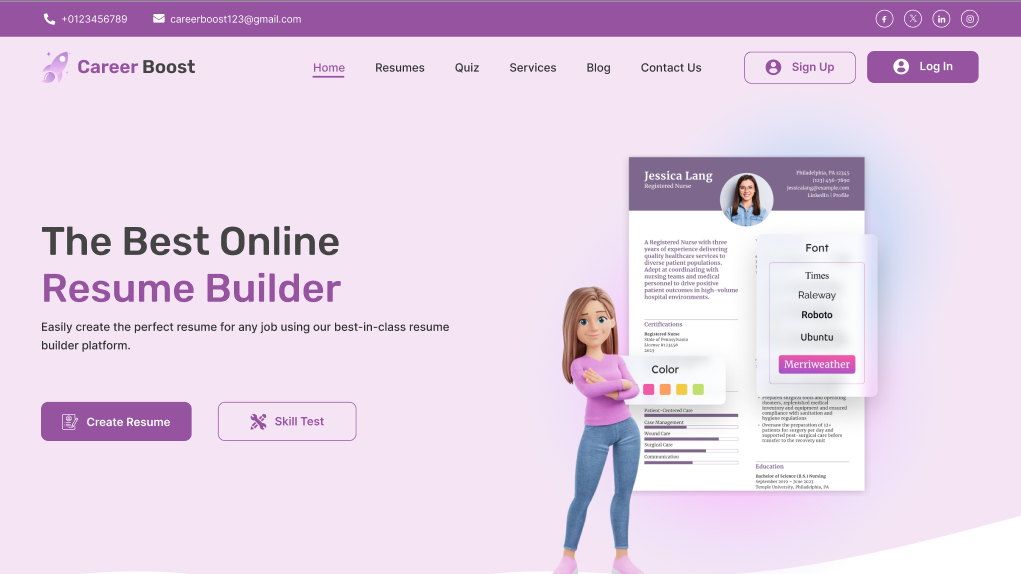 +0123456789
careerboost123@gmail.com
Career Boost
Home
Resumes
Quiz
Services
Blog
Contact Us
Sign Up
Log In
The Best Online
Resume Builder
Easily create the perfect resume for any job using our best-in-class resume
builder platform.
Create Resume
Skill Test
Jessica Lang
Registered Nurse
Philadelphia, PA 12345
(123) 456-7890
jessicalang@example.com
LinkedIn | Profile
A Registered Nurse with three
years of experience delivering
quality healthcare services to
diverse patient populations.
Adept at coordinating with
nursing teams and medical
personnel to drive positive
patient outcomes in high-volume
hospital environments.
Certifications
Registered Nurse
State of Pennsylvania
License #123456
2023
Color
Patient-Centered Care
Case Management
Wound Care
Surgical Care
Communication
Font
Times
Raleway
Roboto
Ubuntu
Merriweather
Prepared surgical tools and operating
theaters, replenished medical
inventory and equipment and ensured
compliance with sanitation and
hygiene regulations
Oversaw the preparation of 12+
patients for surgery per day and
supported post-surgical care before
transfer to the recovery unit
Education
Bachelor of Science (B.S.) Nursing
September 2019 – June 2023
Temple University, Philadelphia, PA